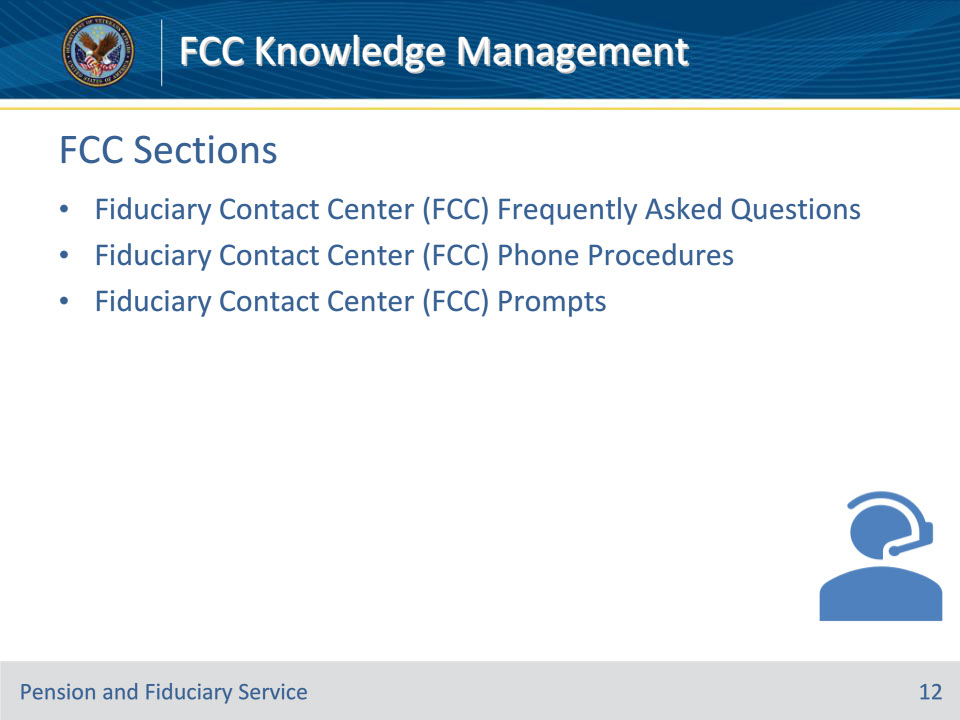 FCC Knowledge Management
FCC Sections
• Fiduciary Contact Center (FCC) Frequently Asked Questions
• Fiduciary Contact Center (FCC) Phone Procedures
• Fiduciary Contact Center (FCC) Prompts
Pension and Fiduciary Service
12